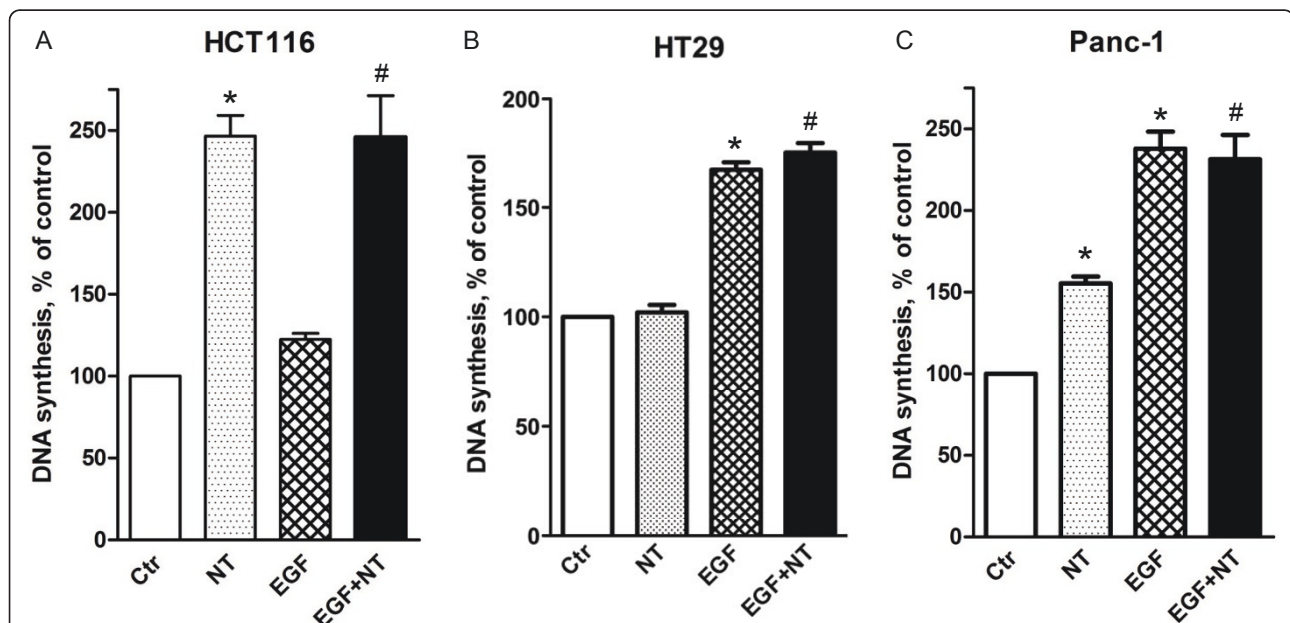 A
HCT116
DNA synthesis, % of control
250
200
150
100
50
0
*
#
Ctr
NT
EGF
EGF+NT
B
HT29
DNA synthesis, % of control
200
150
100
50
0
*
#
Ctr
NT
EGF
EGF+NT
C
Panc-1
DNA synthesis, % of control
250
200
150
100
50
0
*
*
#
Ctr
NT
EGF
EGF+NT